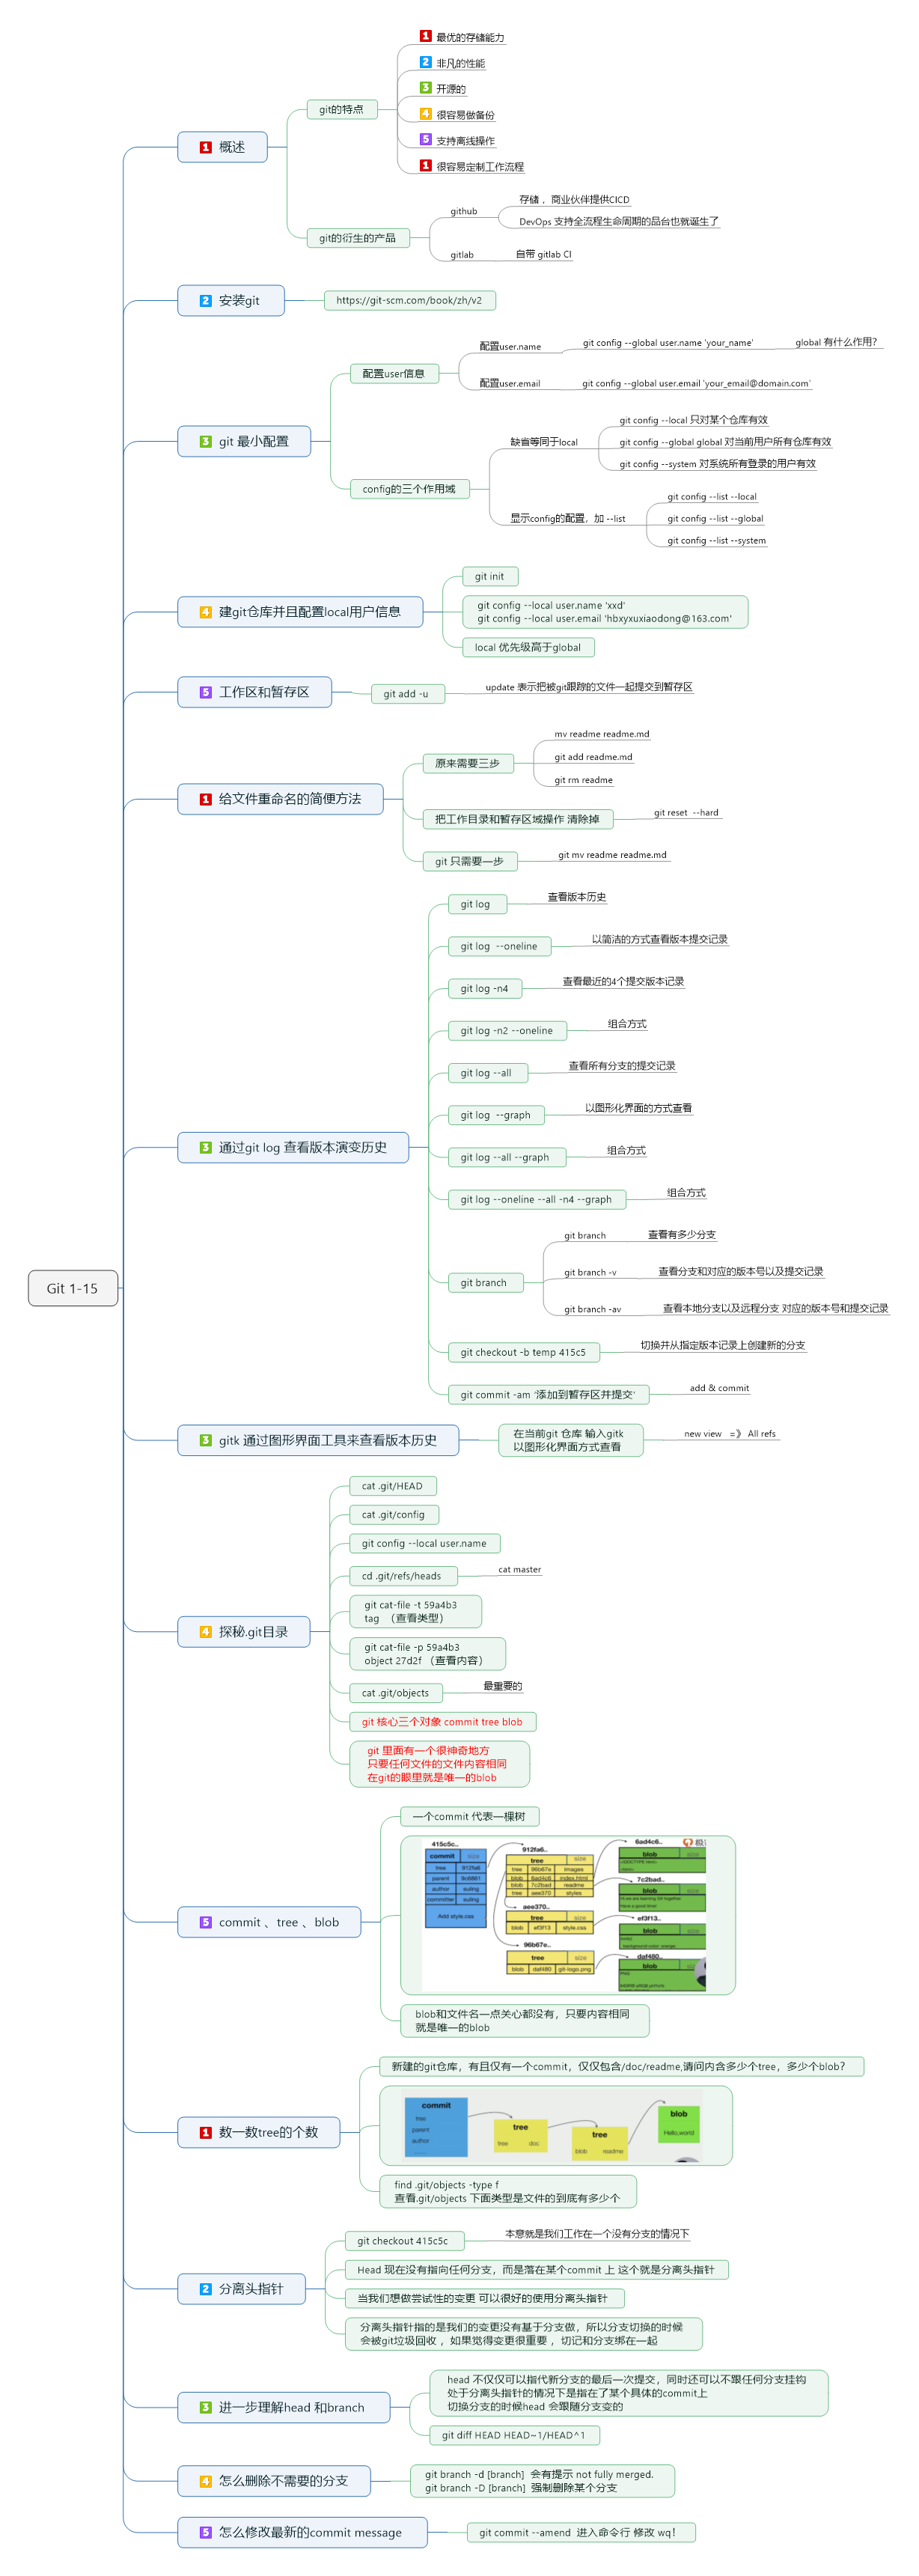 Git 1-15
1 概述
git的特点
1 最优的存储能力
2 非凡的性能
3 开源的
4 很容易做备份
5 支持离线操作
1 很容易定制工作流程
git的衍生的产品
github
存储 ，商业伙伴提供CICD
DevOps 支持全流程生命周期的品台也就诞生了
gitlab
自带 gitlab CI
2 安装git
https://git-scm.com/book/zh/v2
3 git 最小配置
配置user信息
配置user.name
git config --global user.name 'your_name'
global 有什么作用?
配置user.email
git config --global user.email 'your_email@domain.com'
config的三个作用域
缺省等同于local
git config --local 只对某个仓库有效
git config --global global 对当前用户所有仓库有效
git config --system 对系统所有登录的用户有效
显示config的配置，加 --list
git config --list --local
git config --list --global
git config --list --system
4 建git仓库并且配置local用户信息
git init
git config --local user.name 'xxd'
git config --local user.email 'hbxyxuxiaodong@163.com'
local 优先级高于global
5 工作区和暂存区
git add -u
update 表示把被git跟踪的文件一起提交到暂存区
1 给文件重命名的简便方法
原来需要三步
mv readme readme.md
git add readme.md
git rm readme
把工作目录和暂存区域操作 清除掉
git reset --hard
git 只需要一步
git mv readme readme.md
3 通过git log 查看版本演变历史
git log
查看版本历史
git log --oneline
以简洁的方式查看版本提交记录
git log -n4
查看最近的4个提交版本记录
git log -n2 --oneline
组合方式
git log --all
查看所有分支的提交记录
git log --graph
以图形化界面的方式查看
git log --all --graph
组合方式
git log --oneline --all -n4 --graph
组合方式
git branch
git branch
查看有多少分支
git branch -v
查看分支和对应的版本号以及提交记录
git branch -av
查看本地分支以及远程分支 对应的版本号和提交记录
git checkout -b temp 415c5
切换并从指定版本记录上创建新的分支
git commit -am '添加到暂存区并提交'
add & commit
3 gitk 通过图形界面工具来查看版本历史
在当前git 仓库 输入gitk
以图形化界面方式查看
new view =》 All refs
4 探秘.git目录
cat .git/HEAD
cat .git/config
git config --local user.name
cd .git/refs/heads
cat master
git cat-file -t 59a4b3
tag （查看类型）
git cat-file -p 59a4b3
object 27d2f （查看内容）
cat .git/objects
最重要的
git 核心三个对象 commit tree blob
git 里面有一个很神奇地方
只要任何文件的文件内容相同
在git的眼里就是唯一的blob
5 commit 、tree 、blob
一个commit 代表一棵树
415c5c..
commit size
tree 912fa6
parent
author suling
committer suling
Add style.css
912fa6...
tree size
tree 96b67a images
blob 6ad4c6 index.html
blob 7c2bad readme
tree aee370 styles
aee370...
tree size
blob ef3f13 style.css
96b67e...
tree size
blob daf480 git-logo.png
6ad4c6...
blob size
7c2bad..
blob size
ef3f13...
blob size
daf480...
blob size
blob和文件名一点关心都没有，只要内容相同
就是唯一的blob
1 数一数tree的个数
新建的git仓库，有且仅有一个commit，仅仅包含/doc/readme,请问内含多少个tree，多少个blob?
commit
tree
parent
author
tree
tree doc
tree
blob readme
blob
Hello,world
find .git/objects -type f
查看.git/objects 下面类型是文件的到底有多少个
2 分离头指针
git checkout 415c5c
本意就是我们工作在一个没有分支的情况下
Head 现在没有指向任何分支，而是落在某个commit 上 这个就是分离头指针
当我们想做尝试性的变更 可以很好的使用分离头指针
分离头指针指的是我们的变更没有基于分支做，所以分支切换的时候
会被git垃圾回收 ，如果觉得变更很重要 ，切记和分支绑在一起
3 进一步理解head 和branch
head 不仅仅可以指代新分支的最后一次提交，同时还可以不跟任何分支挂钩
处于分离头指针的情况下是指在了某个具体的commit上
切换分支的时候head 会跟随分支变的
git diff HEAD HEAD~1/HEAD^1
4 怎么删除不需要的分支
git branch -d [branch] 会有提示 not fully merged.
git branch -D [branch] 强制删除某个分支
5 怎么修改最新的commit message
git commit --amend 进入命令行 修改 wq!